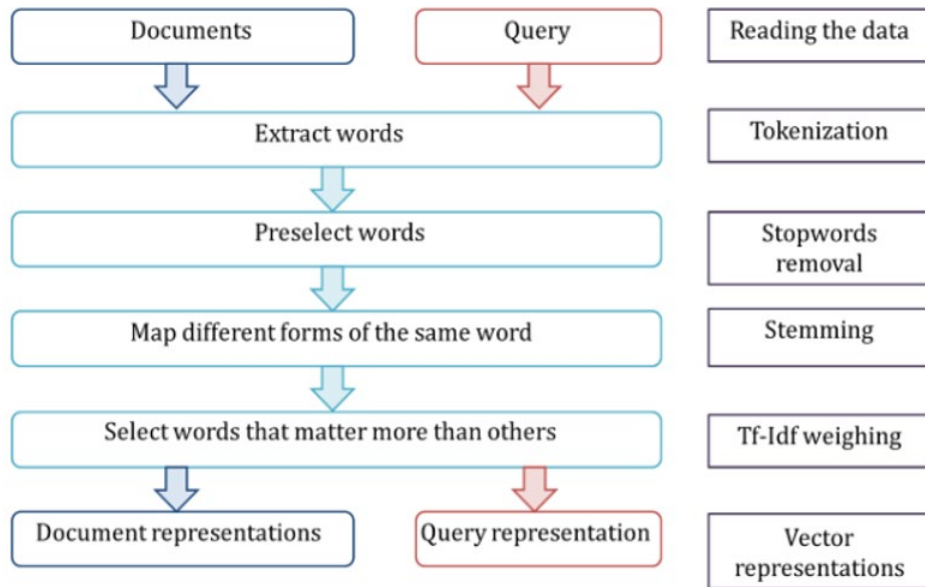 Documents
Query
Reading the data
Extract words
Tokenization
Preselect words
Stopwords
removal
Map different forms of the same word
Stemming
Select words that matter more than others
Tf-Idf weighing
Document representations
Query representation
Vector
representations